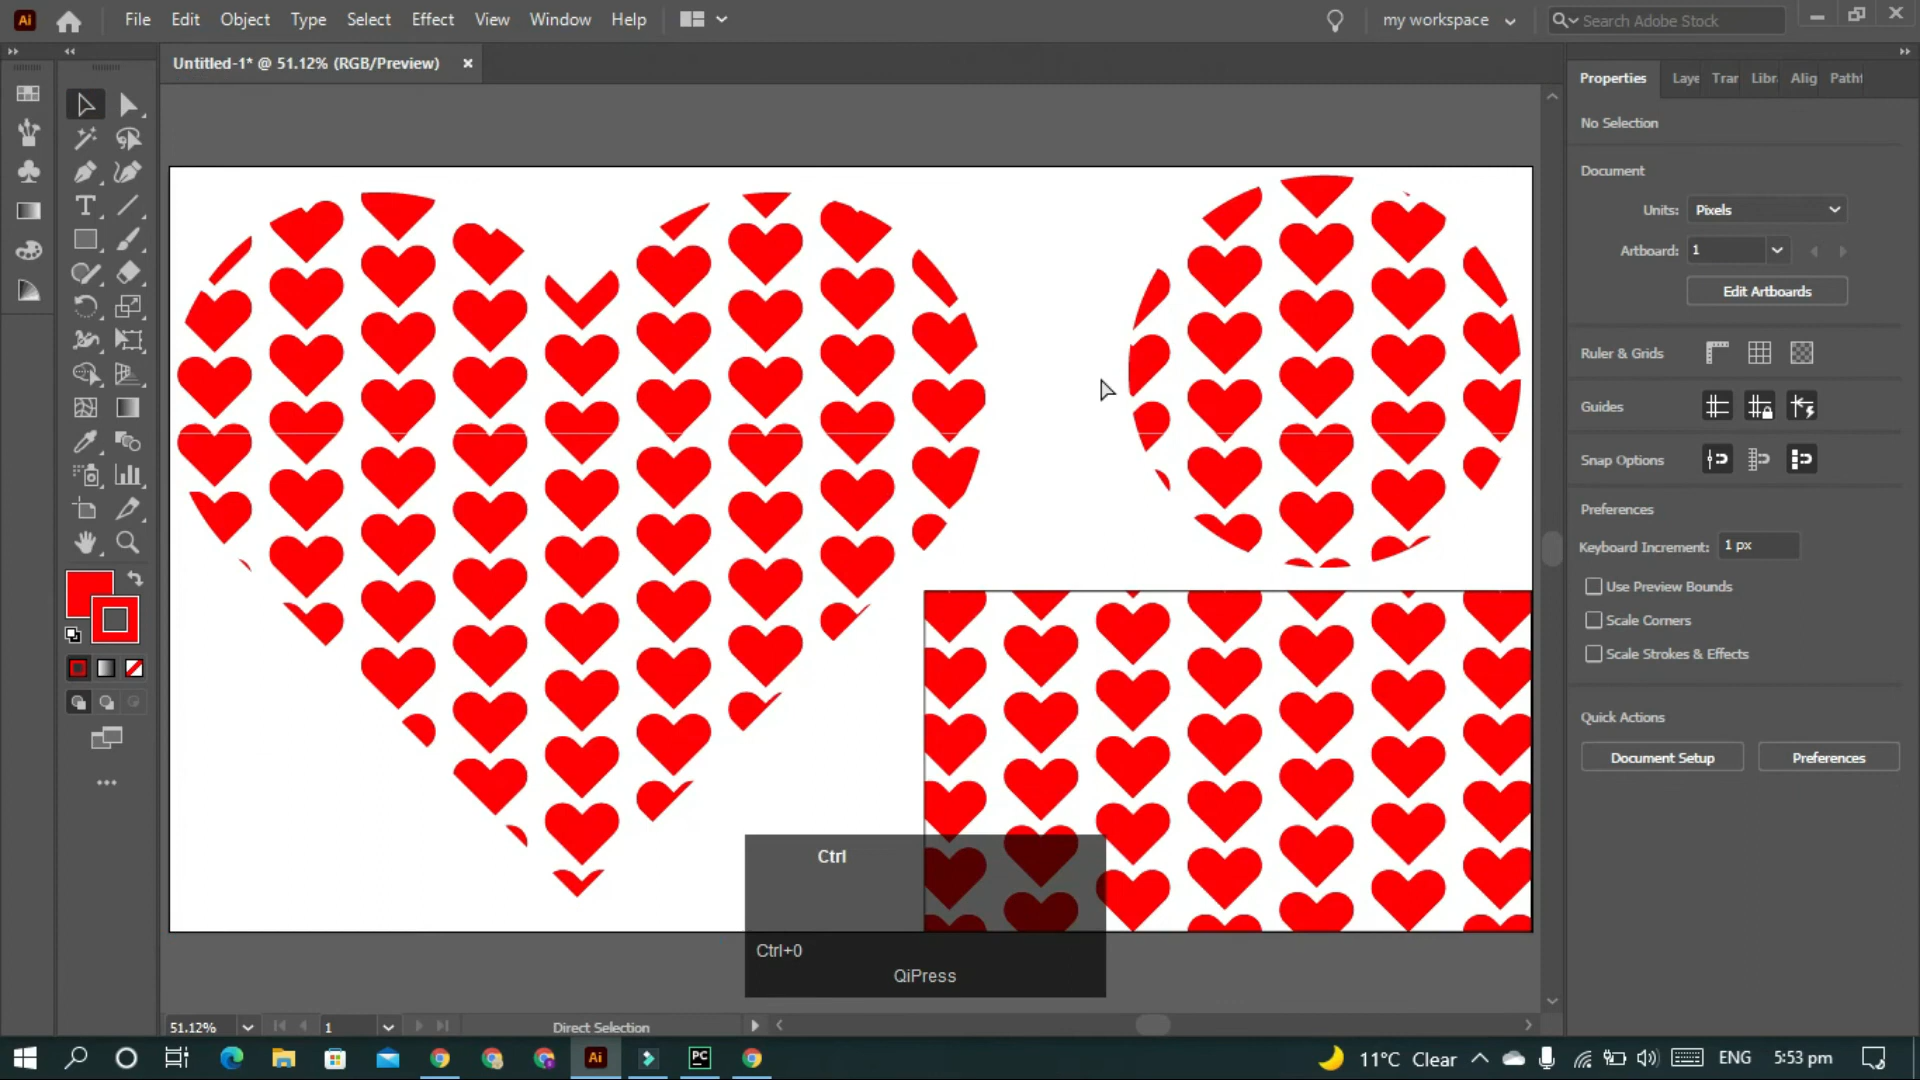 Ai File Edit Object Type Select Effect View Window Help my workspace Search Adobe Stock
Untitled-1* @ 51.12% (RGB/Preview) ×
Properties Laye Trar Libr Alig Path
No Selection
Document
Units: Pixels
Artboard: 1
Edit Artboards
Ruler & Grids
Guides
Snap Options
Preferences
Keyboard Increment: 1 px
Use Preview Bounds
Scale Corners
Scale Strokes & Effects
Quick Actions
Document Setup Preferences
Ctrl
Ctrl+0
QiPress
51.12% 1 Direct Selection
Ai PC 11°C Clear ENG 5:53 pm